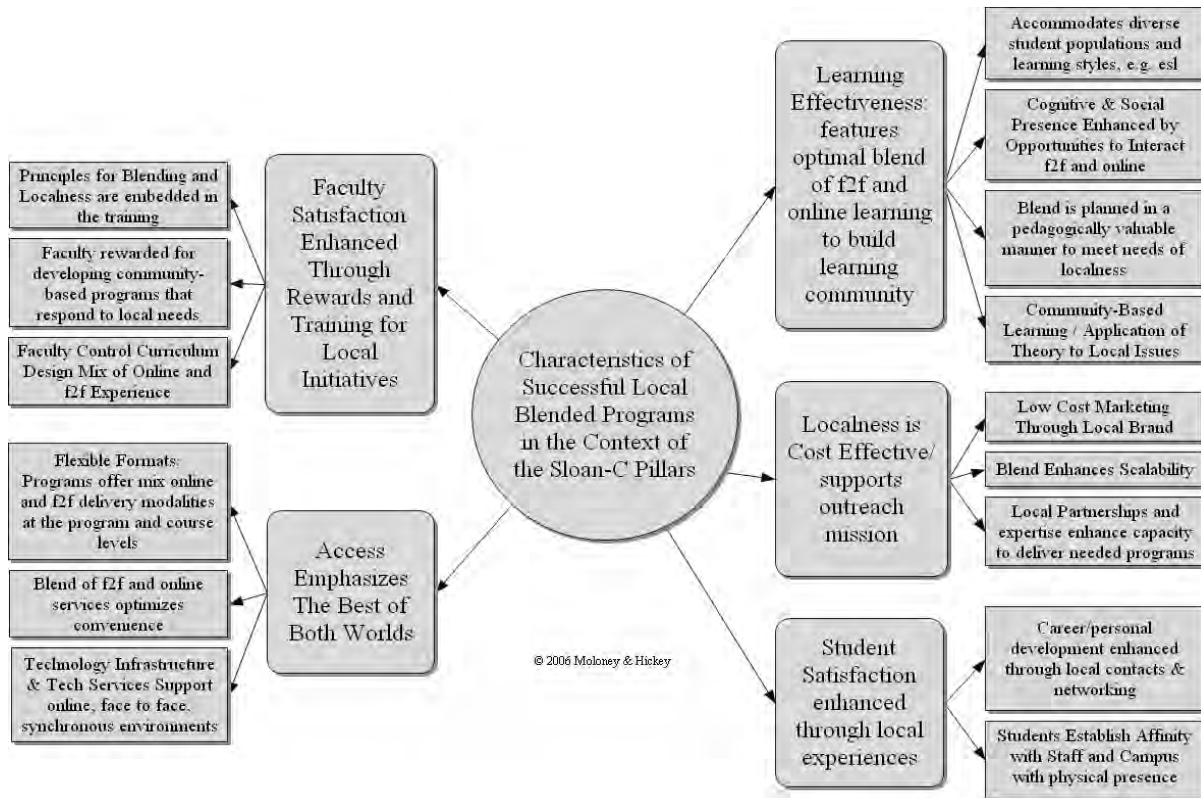 Characteristics of
Successful Local
Blended Programs
in the Context of
the Sloan-C Pillars
Faculty
Satisfaction
Enhanced
Through
Rewards and
Training for
Local
Initiatives
Principles for Blending and
Localness are embedded in
the training
Faculty rewarded for
developing community-
based programs that
respond to local needs
Faculty Control Curriculum
Design Mix of Online and
f2f Experience
Access
Emphasizes
The Best of
Both Worlds
Flexible Formats:
Programs offer mix online
and f2f delivery modalities
at the program and course
levels
Blend of f2f and online
services optimizes
convenience
Technology Infrastructure
& Tech Services Support
online, face to face.
synchronous environments
Learning
Effectiveness:
features
optimal blend
of f2f and
online learning
to build
learning
community
Accommodates diverse
student populations and
learning styles, e.g. esl
Cognitive & Social
Presence Enhanced by
Opportunities to Interact
f2f and online
Blend is planned in a
pedagogically valuable
manner to meet needs of
localness
Community-Based
Learning / Application of
Theory to Local Issues
Localness is
Cost Effective/
supports
outreach
mission
Low Cost Marketing
Through Local Brand
Blend Enhances Scalability
Local Partnerships and
expertise enhance capacity
to deliver needed programs
Student
Satisfaction
enhanced
through local
experiences
Career/personal
development enhanced
through local contacts &
networking
Students Establish Affinity
with Staff and Campus
with physical presence
© 2006 Moloney & Hickey